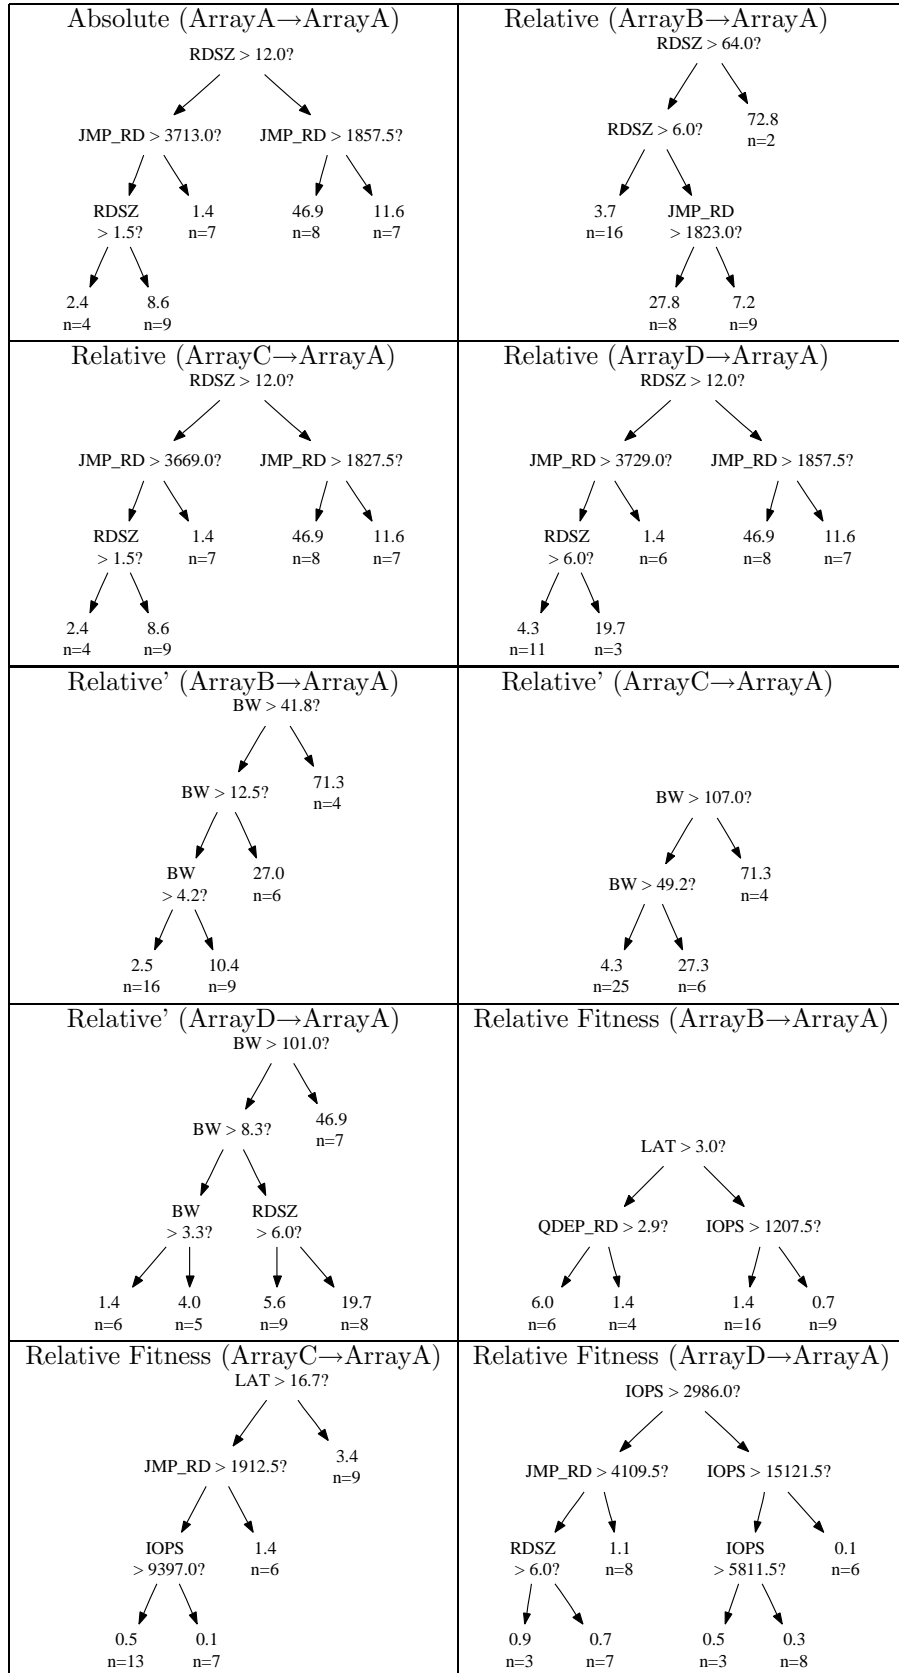 Absolute (ArrayA→ArrayA)
RDSZ > 12.0?
JMP_RD > 3713.0? JMP_RD > 1857.5?
RDSZ 1.4 46.9 11.6
> 1.5? n=7 n=8 n=7
2.4 8.6
n=4 n=9
Relative (ArrayB→ArrayA)
RDSZ > 64.0?
RDSZ > 6.0? 72.8
n=2
3.7 JMP_RD
n=16 > 1823.0?
27.8 7.2
n=8 n=9
Relative (ArrayC→ArrayA)
RDSZ > 12.0?
JMP_RD > 3669.0? JMP_RD > 1827.5?
RDSZ 1.4 46.9 11.6
> 1.5? n=7 n=8 n=7
2.4 8.6
n=4 n=9
Relative (ArrayD→ArrayA)
RDSZ > 12.0?
JMP_RD > 3729.0? JMP_RD > 1857.5?
RDSZ 1.4 46.9 11.6
> 6.0? n=6 n=8 n=7
4.3 19.7
n=11 n=3
Relative' (ArrayB→ArrayA)
BW > 41.8?
BW > 12.5? 71.3
n=4
BW 27.0
> 4.2? n=6
2.5 10.4
n=16 n=9
Relative' (ArrayC→ArrayA)
BW > 107.0?
BW > 49.2? 71.3
n=4
4.3 27.3
n=25 n=6
Relative' (ArrayD→ArrayA)
BW > 101.0?
BW > 8.3? 46.9
n=7
BW RDSZ
> 3.3? > 6.0?
1.4 4.0 5.6 19.7
n=6 n=5 n=9 n=8
Relative Fitness (ArrayB→ArrayA)
LAT > 3.0?
QDEP_RD > 2.9? IOPS > 1207.5?
6.0 1.4 1.4 0.7
n=6 n=4 n=16 n=9
Relative Fitness (ArrayC→ArrayA)
LAT > 16.7?
JMP_RD > 1912.5? 3.4
n=9
IOPS 1.4
> 9397.0? n=6
0.5 0.1
n=13 n=7
Relative Fitness (ArrayD→ArrayA)
IOPS > 2986.0?
JMP_RD > 4109.5? IOPS > 15121.5?
RDSZ 1.1 IOPS 0.1
> 6.0? n=8 > 5811.5? n=6
0.9 0.7 0.5 0.3
n=3 n=7 n=3 n=8